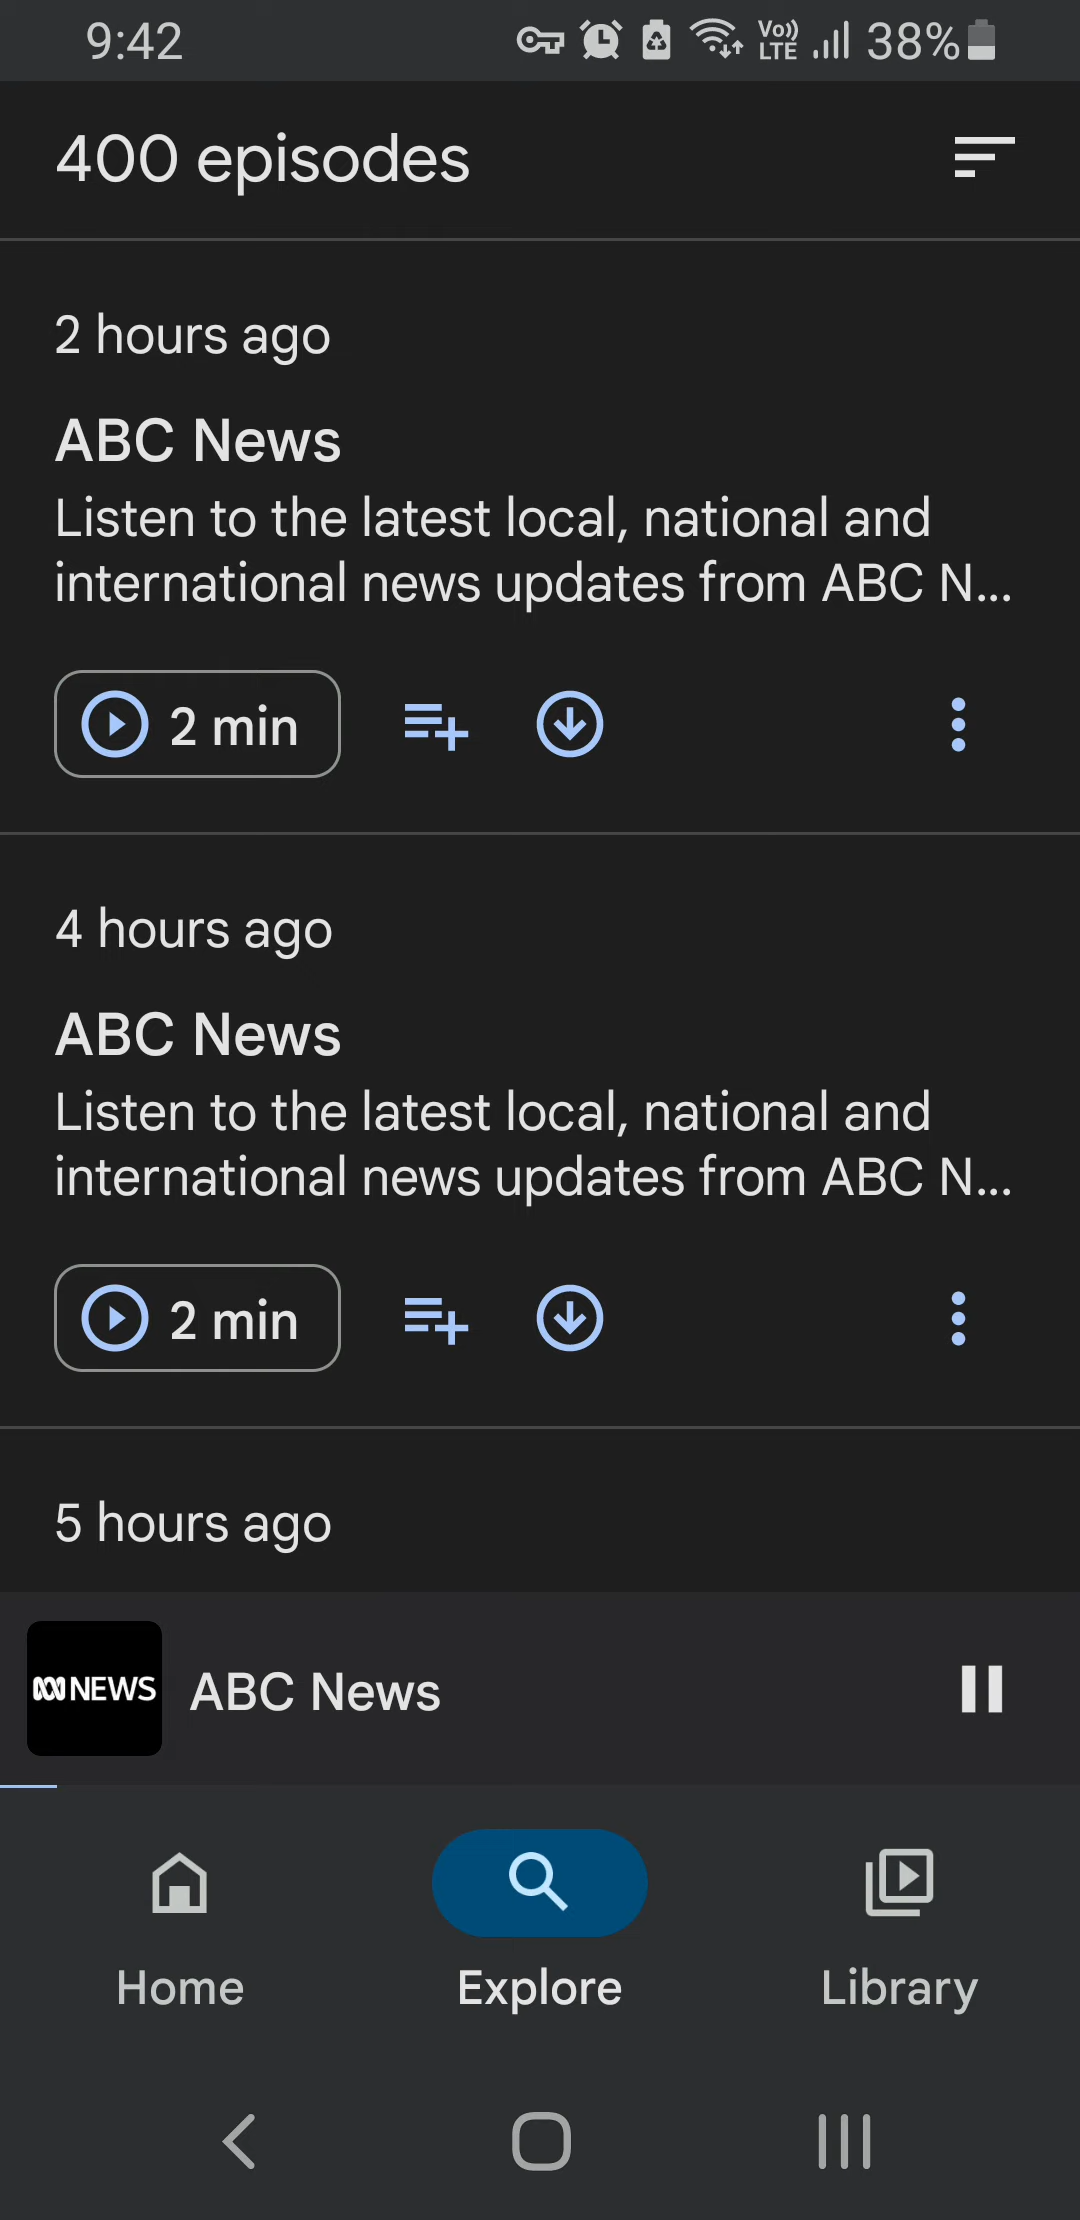 9:42
Vo)) LTE 38%
400 episodes
2 hours ago
ABC News
Listen to the latest local, national and
international news updates from ABC N...
2 min
4 hours ago
ABC News
Listen to the latest local, national and
international news updates from ABC N...
2 min
5 hours ago
NEWS
ABC News
Home
Explore
Library